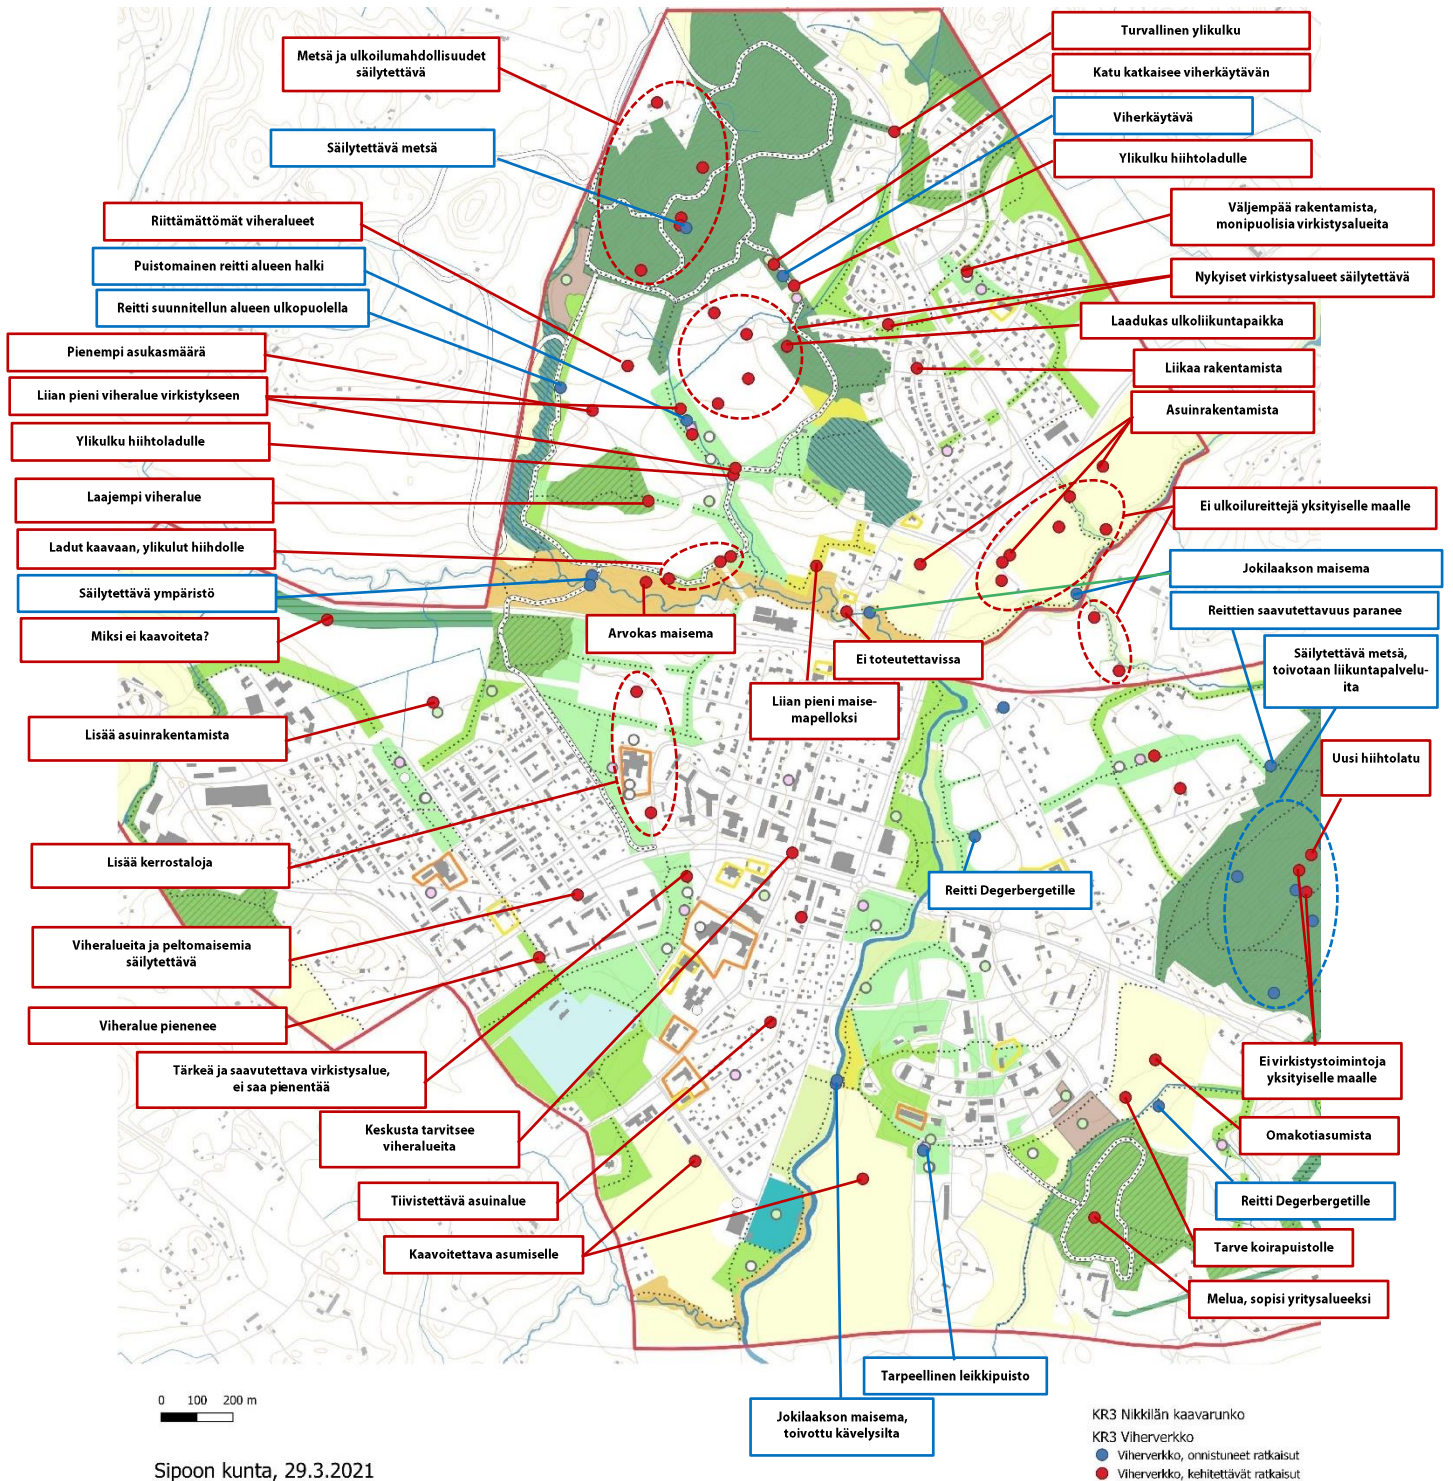 Metsä ja ulkoilumahdollisuudet
säilytettävä
Turvallinen ylikulku
Katu katkaisee viherkäytävän
Viherkäytävä
Säilytettävä metsä
Ylikulku hiihtoladulle
Riittämättömät viheralueet
Väljempää rakentamista,
monipuolisia virkistysalueita
Puistomainen reitti alueen halki
Nykyiset virkistysalueet säilytettävä
Reitti suunnitellun alueen ulkopuolella
Laadukas ulkoliikuntapaikka
Pienempi asukasmäärä
Liikaa rakentamista
Liian pieni viheralue virkistykseen
Asuinrakentamista
Ylikulku hiihtoladulle
Laajempi viheralue
Ei ulkoilureittejä yksityiselle maalle
Ladut kaavaan, ylikulut hiihdolle
Jokilaakson maisema
Säilytettävä ympäristö
Reittien saavutettavuus paranee
Miksi ei kaavoiteta?
Arvokas maisema
Ei toteutettavissa
Säilytettävä metsä,
toivotaan liikuntapalvelu-
ita
Liian pieni maise-
mapelloksi
Lisää asuinrakentamista
Uusi hiihtolatu
Lisää kerrostaloja
Reitti Degerbergetille
Viheralueita ja peltomaisemia
säilytettävä
Viheralue pienenee
Tärkeä ja saavutettava virkistysalue,
ei saa pienentää
Ei virkistystoimintoja
yksityiselle maalle
Keskusta tarvitsee
viheralueita
Omakotiasumista
Tiivistettävä asuinalue
Reitti Degerbergetille
Kaavoitettava asumiselle
Tarve koirapuistolle
Melua, sopisi yritysalueeksi
Tarpeellinen leikkipuisto
Jokilaakson maisema,
toivottu kävelysilta
0 100 200 m
Sipoon kunta, 29.3.2021
KR3 Nikkilän kaavarunko
KR3 Viherverkko
Viherverkko, onnistuneet ratkaisut
Viherverkko, kehitettävät ratkaisut